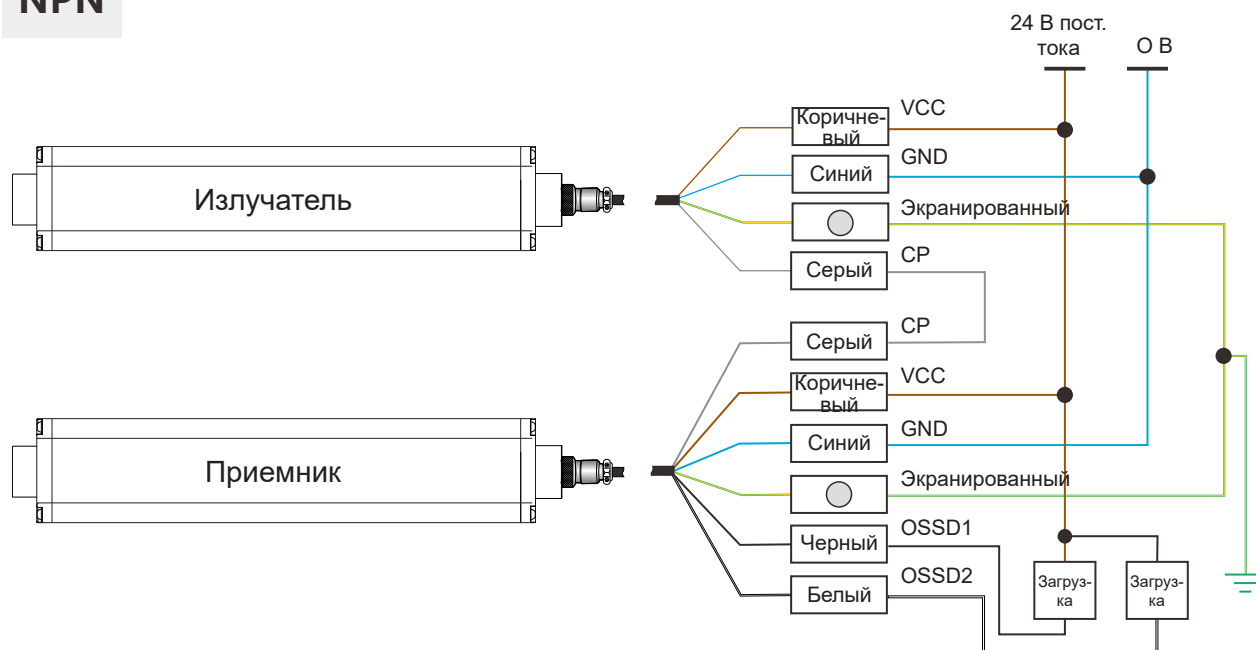 NPN
24 В пост.
тока
О В
Коричне-
вый
VCC
Синий
GND
Экранированный
Излучатель
Серый
CP
Серый
CP
Коричне-
вый
VCC
Синий
GND
Экранированный
Приемник
Черный
OSSD1
Белый
OSSD2
Загруз-
ка
Загруз-
ка